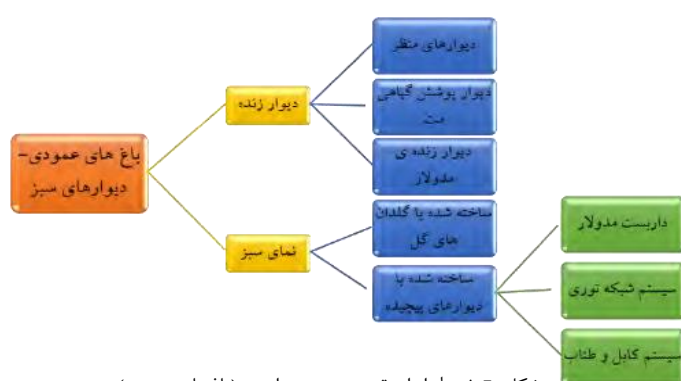 باغ های عمودی-
دیوارهای سبز
دیوار زنده
نمای سبز
دیوارهای منظر
دیوار پوشش گیاهی
مت
دیوار زنده ی
مدولار
ساخته شده با گلدان
های گل
ساخته شده با
دیوارهای پیچیده
داربست مدولار
سیستم شبکه توری
سیستم کابل و طناب